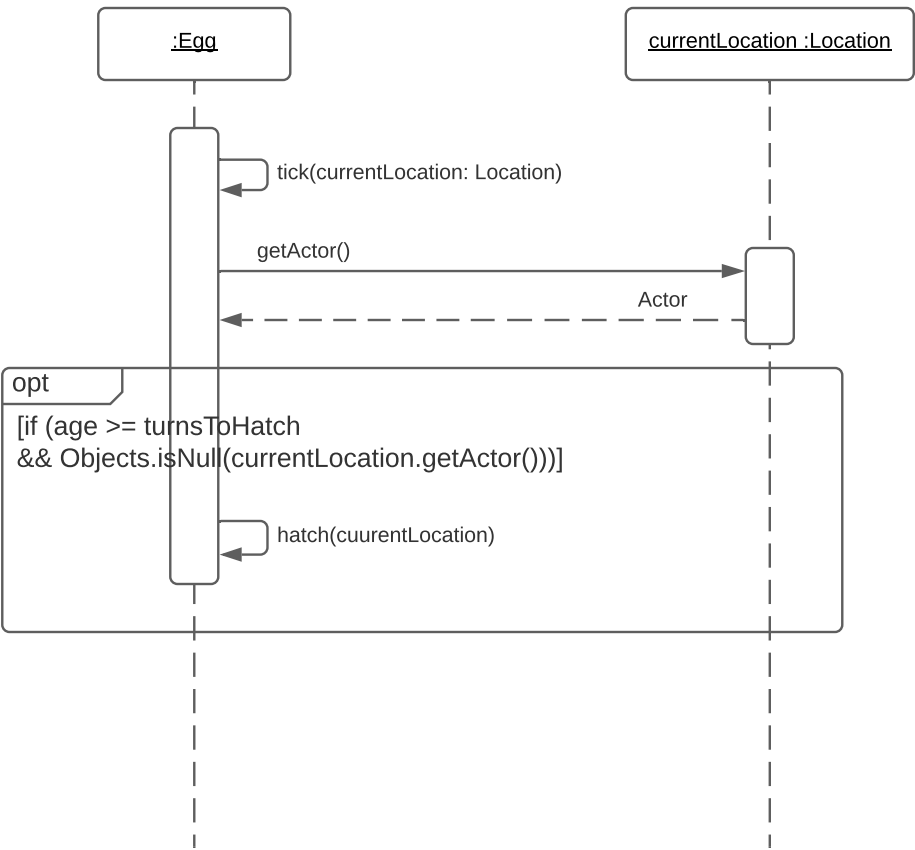 :Egg
currentLocation :Location
tick(currentLocation: Location)
getActor()
Actor
opt
[if (age >= turnsToHatch
&& Objects.isNull(currentLocation.getActor()))]
hatch(cuurentLocation)